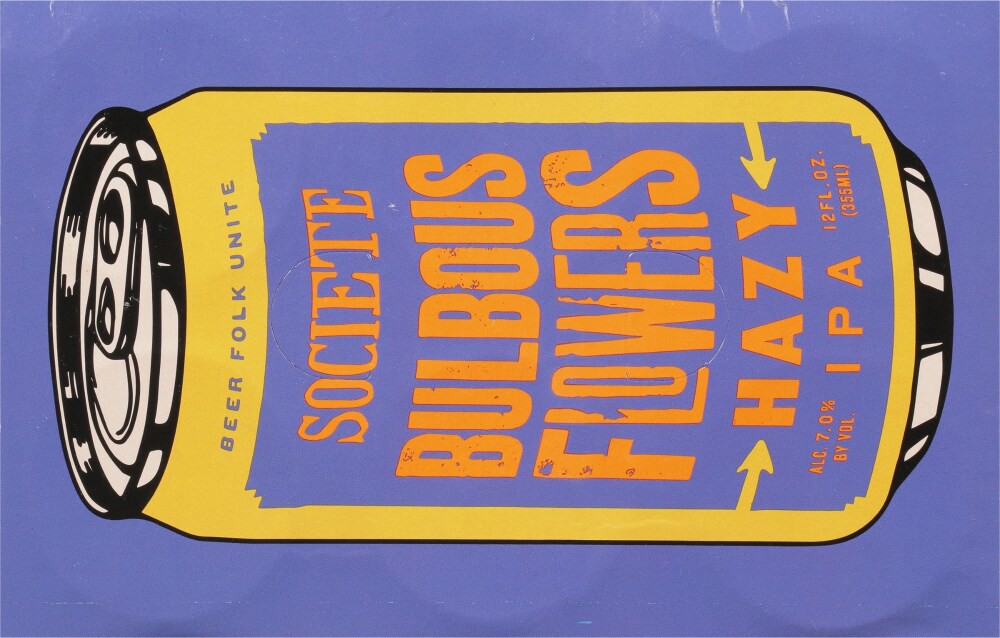 BEER FOLK UNITE
SOCIETE
BULBOUS
FLOWERS
HAZY
ALC. 7.0% BY VOL.
IPA
12 FL. OZ. (355ML)